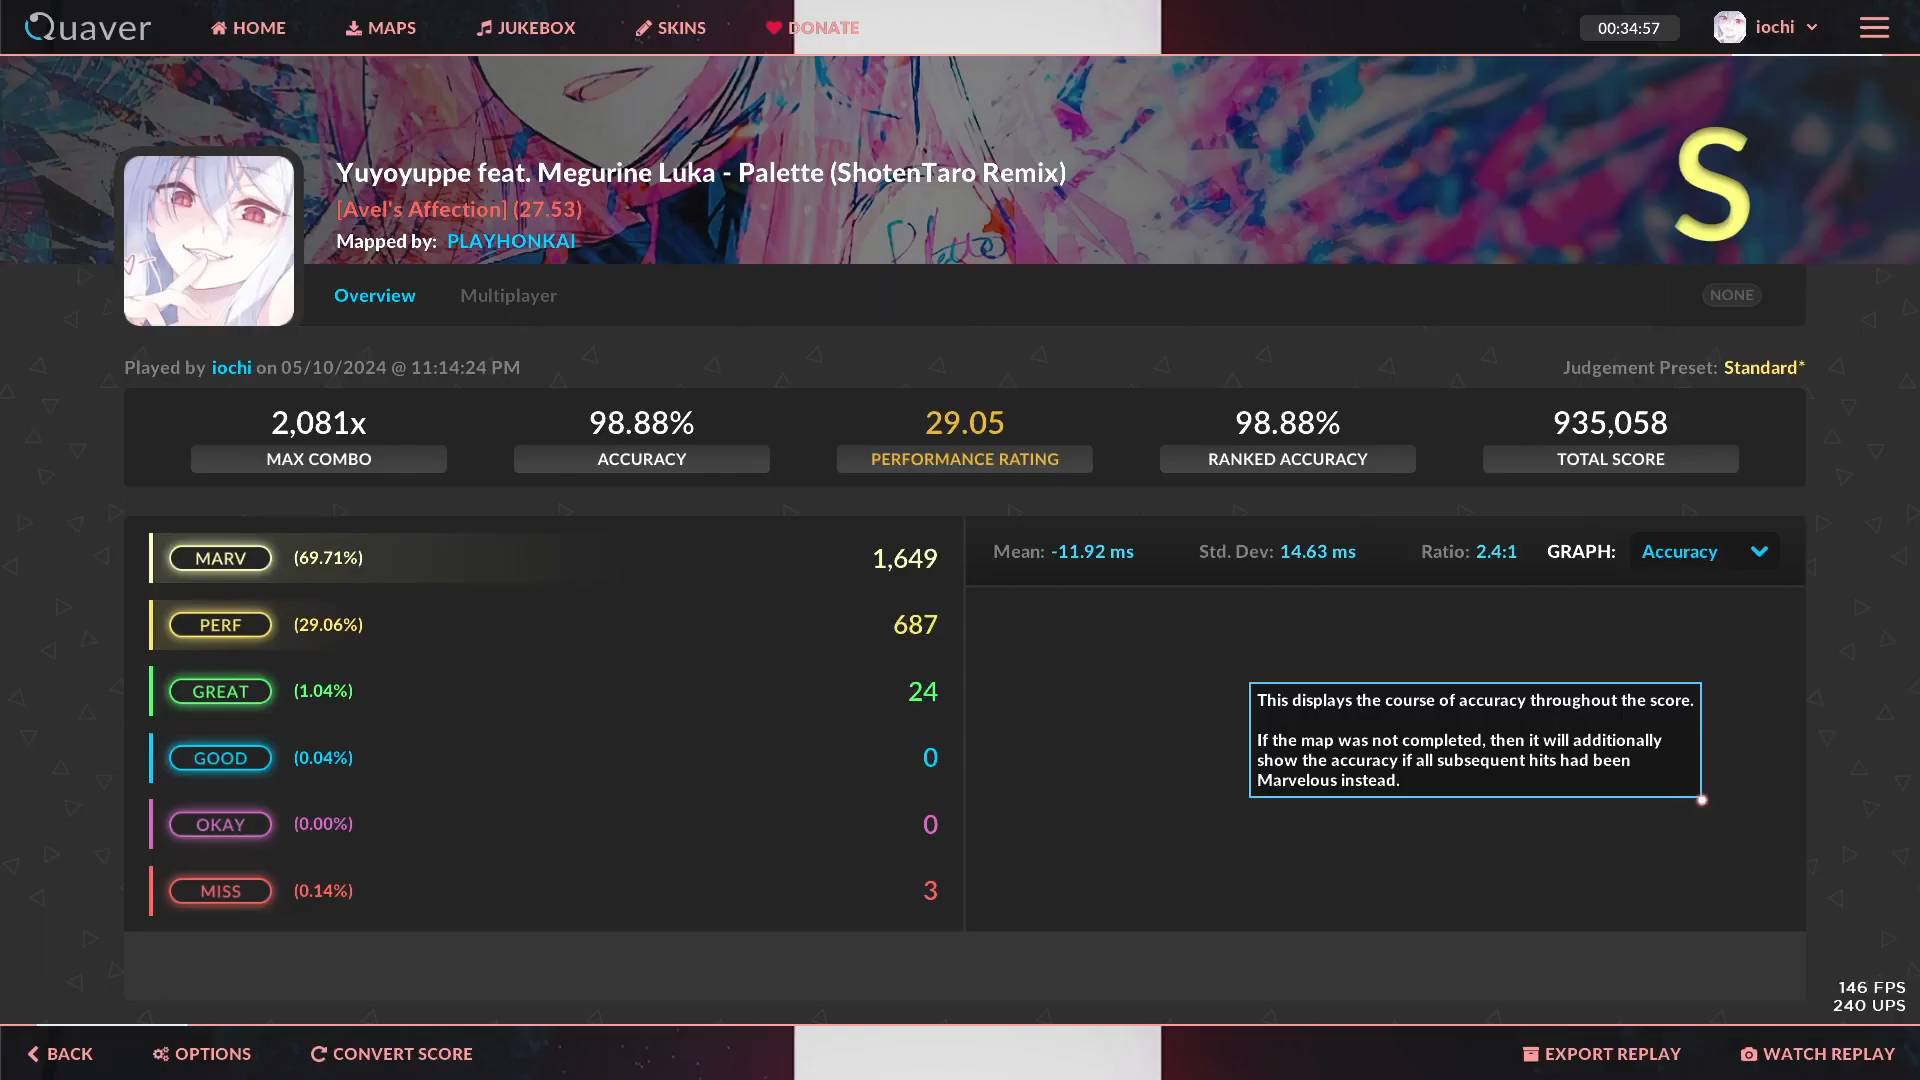 Quaver
HOME
MAPS
JUKEBOX
SKINS
DONATE
00:34:57
iochi
Yuyoyuppe feat. Megurine Luka - Palette (ShotenTaro Remix)
[Avel's Affection] (27.53)
Mapped by: PLAYHONKAI
Palette
S
Overview
Multiplayer
NONE
Played by iochi on 05/10/2024 @ 11:14:24 PM
Judgement Preset: Standard*
2,081x
MAX COMBO
98.88%
ACCURACY
29.05
PERFORMANCE RATING
98.88%
RANKED ACCURACY
935,058
TOTAL SCORE
MARV (69.71%) 1,649
PERF (29.06%) 687
GREAT (1.04%) 24
GOOD (0.04%) 0
OKAY (0.00%) 0
MISS (0.14%) 3
Mean: -11.92 ms
Std. Dev: 14.63 ms
Ratio: 2.4:1
GRAPH: Accuracy
This displays the course of accuracy throughout the score.
If the map was not completed, then it will additionally
show the accuracy if all subsequent hits had been
Marvelous instead.
146 FPS
240 UPS
BACK
OPTIONS
CONVERT SCORE
EXPORT REPLAY
WATCH REPLAY